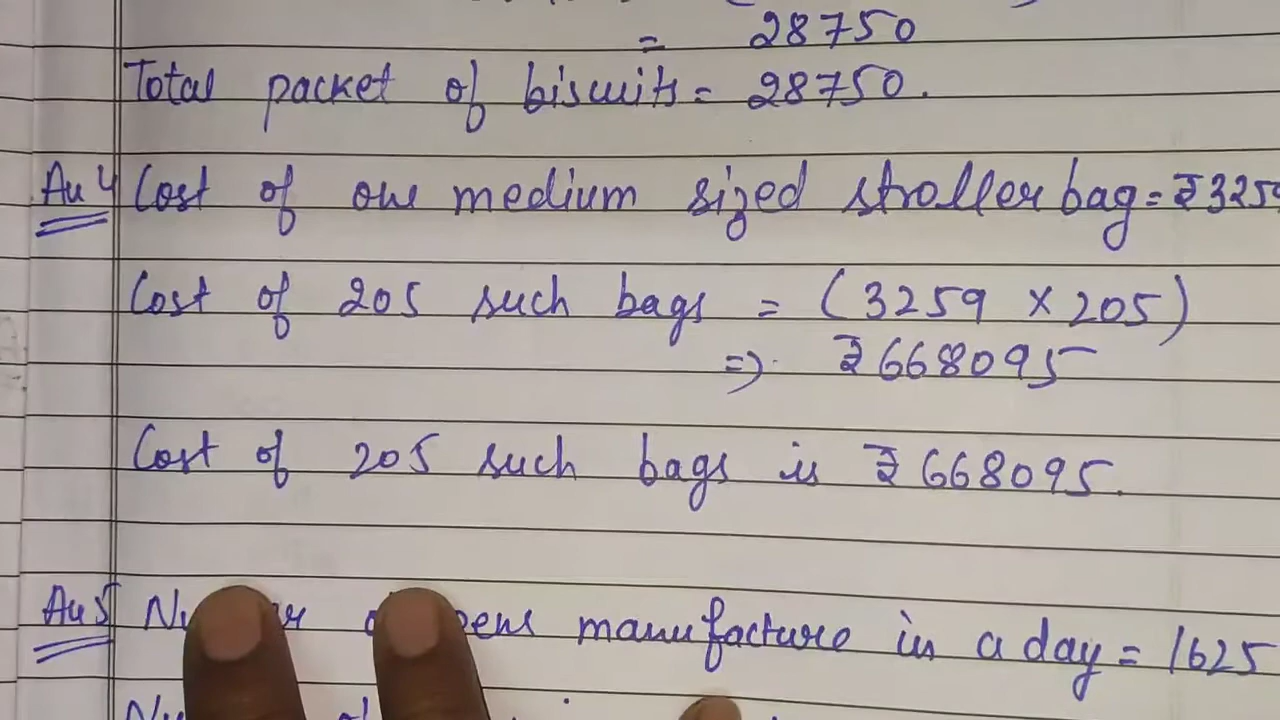 = 28750
Total packet of biscuits = 28750.
Ans 4 Cost of one medium sized stroller bag = ₹325
Cost of 205 such bags = (3259 × 205)
=> ₹668095
Cost of 205 such bags is ₹668095.
Ans 5 pens manufacture in a day = 1625